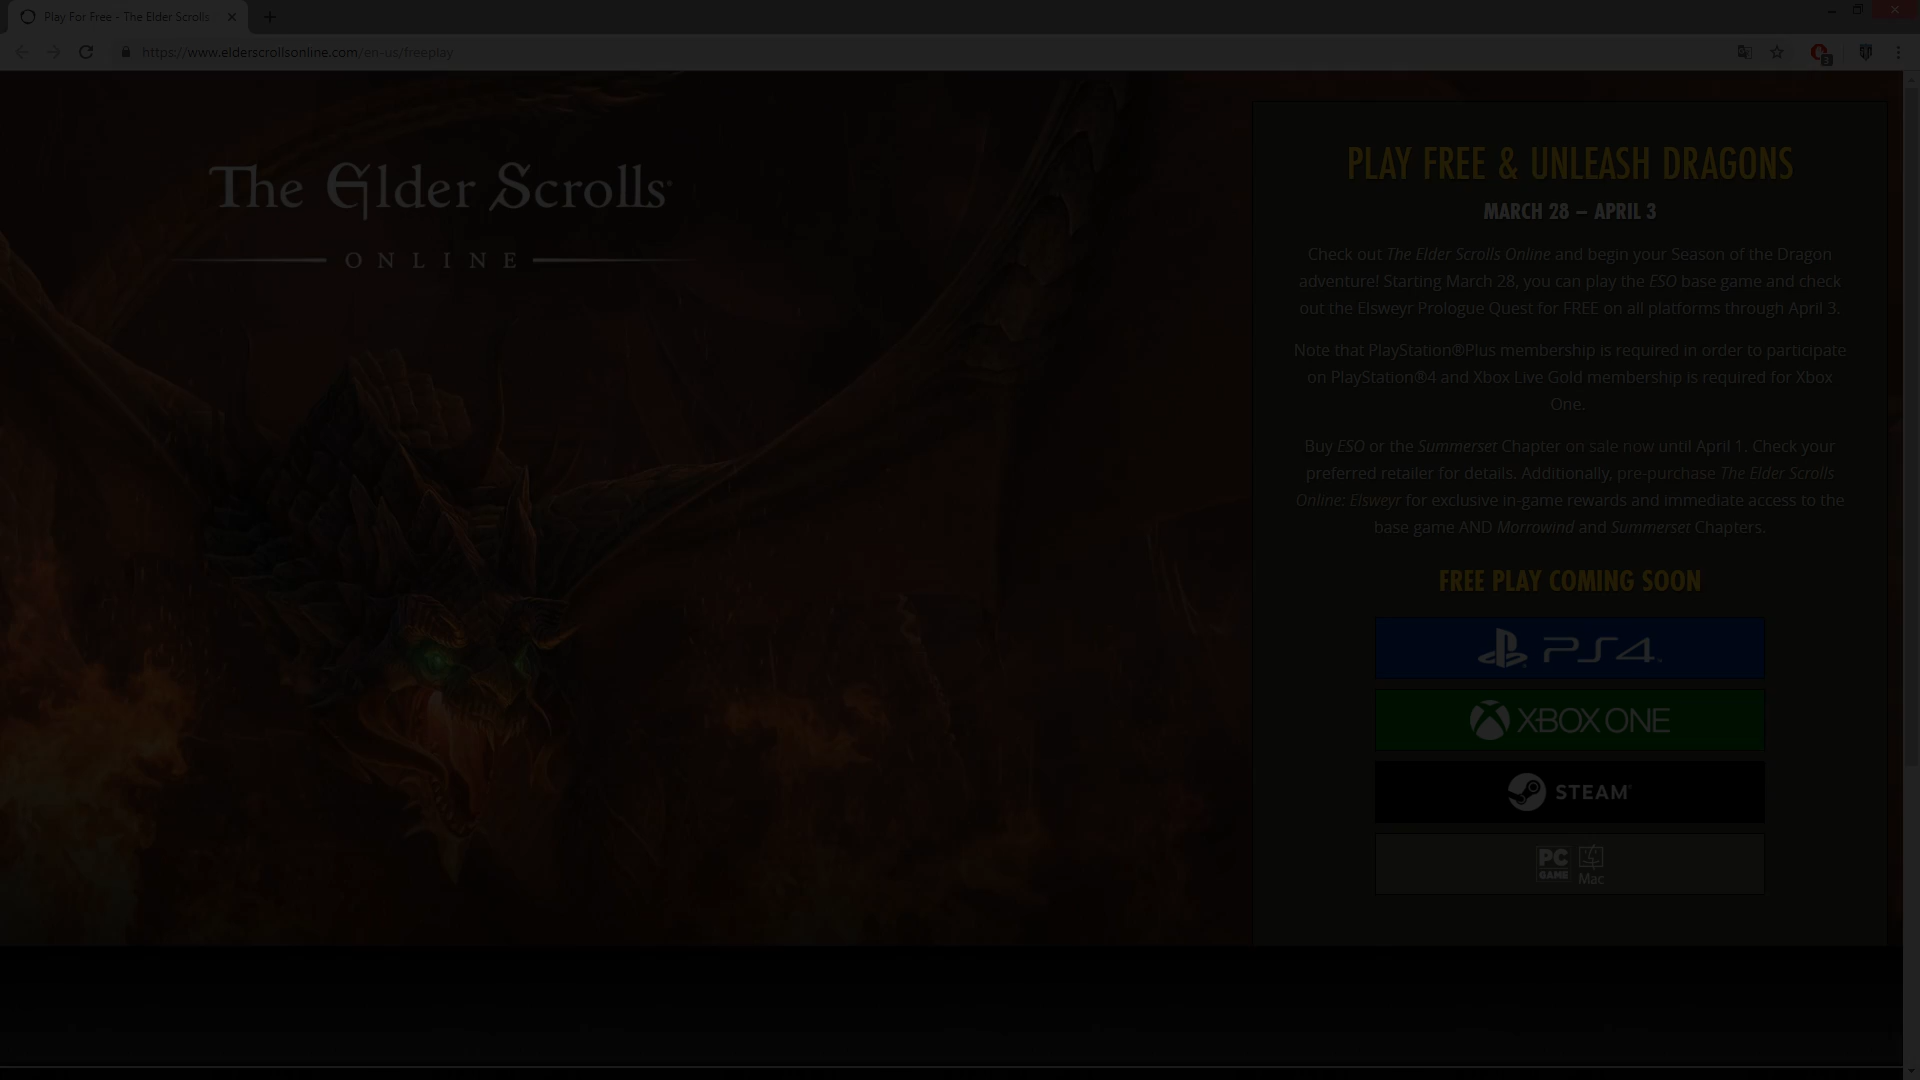 Play For Free - The Elder Scrolls
https://www.elderscrollsonline.com/en-us/freeplay
3
The Elder Scrolls®
ONLINE
PLAY FREE & UNLEASH DRAGONS
MARCH 28 – APRIL 3
Check out The Elder Scrolls Online and begin your Season of the Dragon
adventure! Starting March 28, you can play the ESO base game and check
out the Elsweyr Prologue Quest for FREE on all platforms through April 3.
Note that PlayStation®Plus membership is required in order to participate
on PlayStation®4 and Xbox Live Gold membership is required for Xbox
One.
Buy ESO or the Summerset Chapter on sale now until April 1. Check your
preferred retailer for details. Additionally, pre-purchase The Elder Scrolls
Online: Elsweyr for exclusive in-game rewards and immediate access to the
base game AND Morrowind and Summerset Chapters.
FREE PLAY COMING SOON
PS4
XBOX ONE
STEAM
PC
GAME
Mac